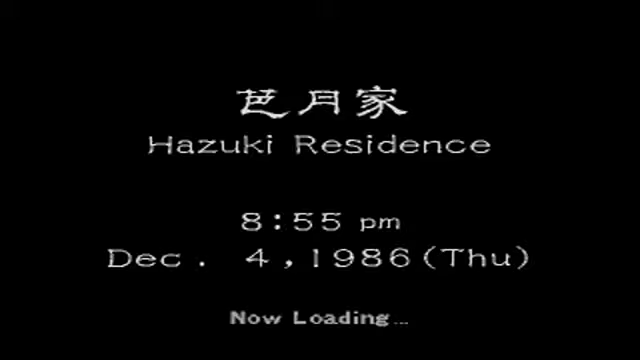 芭月家
Hazuki Residence
8:55 pm
Dec. 4,1986(Thu)
Now Loading...